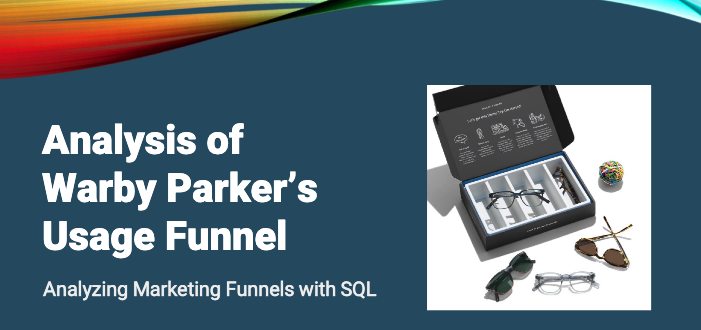 Analysis of
Warby Parker's
Usage Funnel
Analyzing Marketing Funnels with SQL